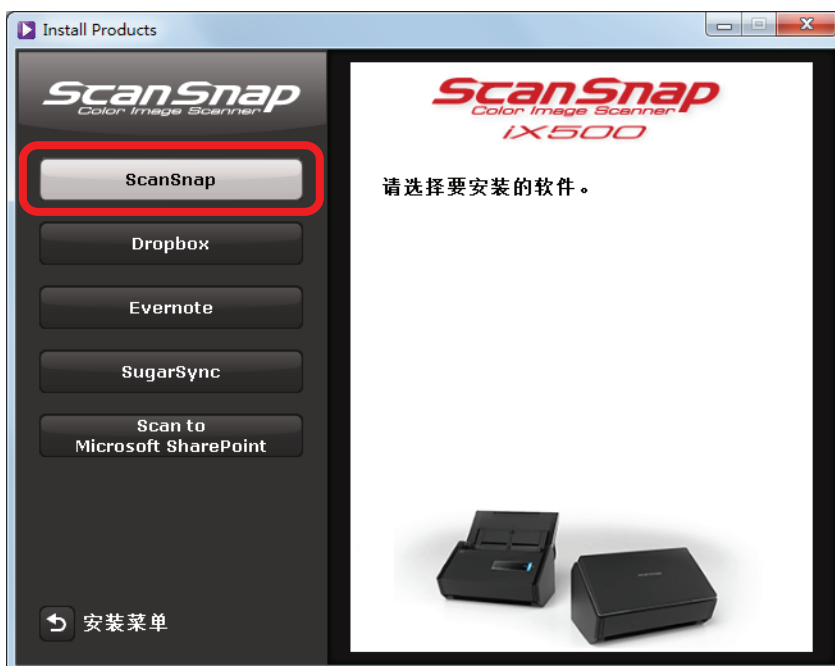 Install Products
ScanSnap
Color Image Scanner
ScanSnap
Dropbox
Evernote
SugarSync
Scan to
Microsoft SharePoint
安装菜单
ScanSnap
Color Image Scanner
iX500
请选择要安装的软件。